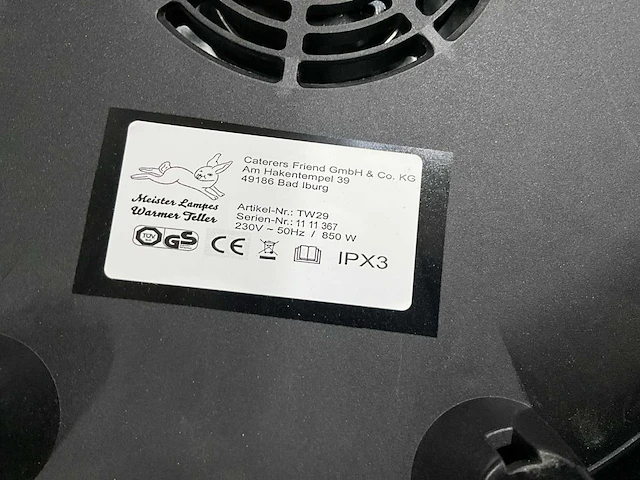 Caterers Friend GmbH & Co. KG
Am Hakentempel 39
49186 Bad Iburg
Meister Lampes
Warmer Teller
Artikel-Nr.: TW29
Serien-Nr.: 11 11 367
230V ~ 50Hz / 850 W
TÜV GS CE IPX3